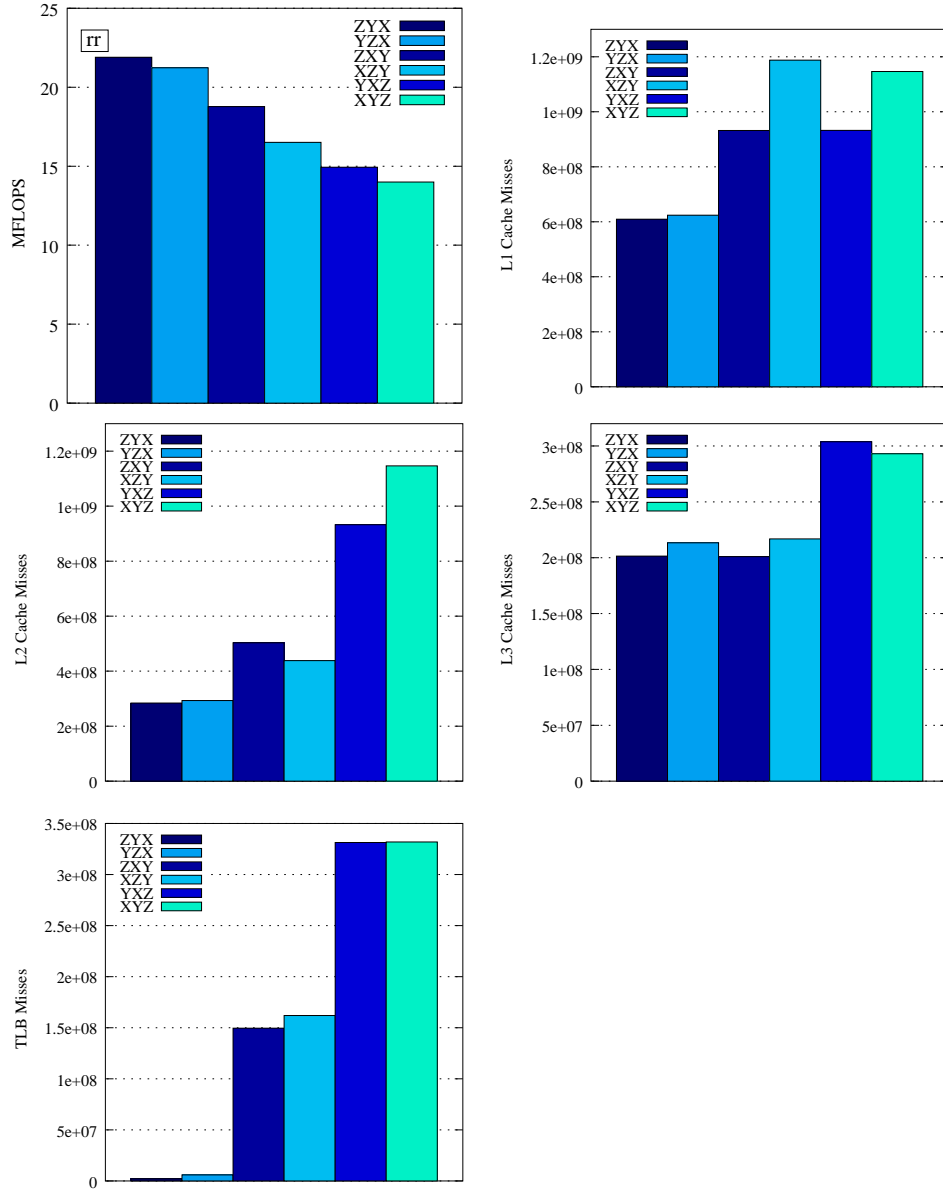 25
20
15
10
5
0
MFLOPS
rr
ZYX
YZX
ZXY
XZY
YXZ
XYZ
1.2e+09
1e+09
8e+08
6e+08
4e+08
2e+08
0
L1 Cache Misses
ZYX
YZX
ZXY
XZY
YXZ
XYZ
1.2e+09
1e+09
8e+08
6e+08
4e+08
2e+08
0
L2 Cache Misses
ZYX
YZX
ZXY
XZY
YXZ
XYZ
3e+08
2.5e+08
2e+08
1.5e+08
1e+08
5e+07
0
L3 Cache Misses
ZYX
YZX
ZXY
XZY
YXZ
XYZ
3.5e+08
3e+08
2.5e+08
2e+08
1.5e+08
1e+08
5e+07
0
TLB Misses
ZYX
YZX
ZXY
XZY
YXZ
XYZ